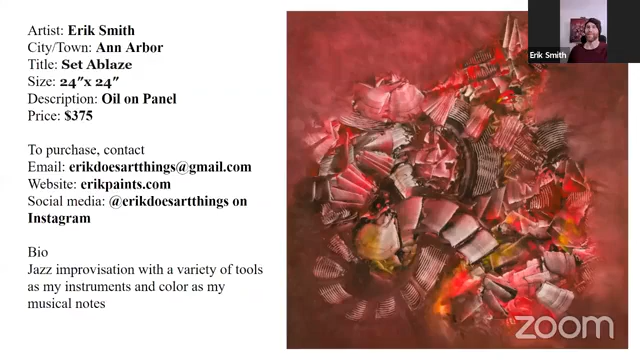 Artist: Erik Smith
City/Town: Ann Arbor
Title: Set Ablaze
Size: 24”x 24”
Description: Oil on Panel
Price: $375
To purchase, contact
Email: erikdoesartthings@gmail.com
Website: erikpaints.com
Social media: @erikdoesartthings on
Instagram
Bio
Jazz improvisation with a variety of tools
as my instruments and color as my
musical notes
Erik Smith
zoom